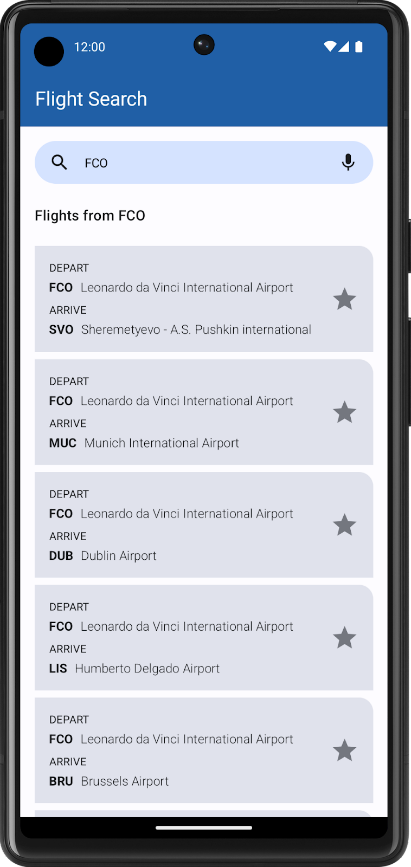 12:00
Flight Search
FCO
Flights from FCO
DEPART
FCO Leonardo da Vinci International Airport
ARRIVE
SVO Sheremetyevo - A.S. Pushkin international
DEPART
FCO Leonardo da Vinci International Airport
ARRIVE
MUC Munich International Airport
DEPART
FCO Leonardo da Vinci International Airport
ARRIVE
DUB Dublin Airport
DEPART
FCO Leonardo da Vinci International Airport
ARRIVE
LIS Humberto Delgado Airport
DEPART
FCO Leonardo da Vinci International Airport
ARRIVE
BRU Brussels Airport